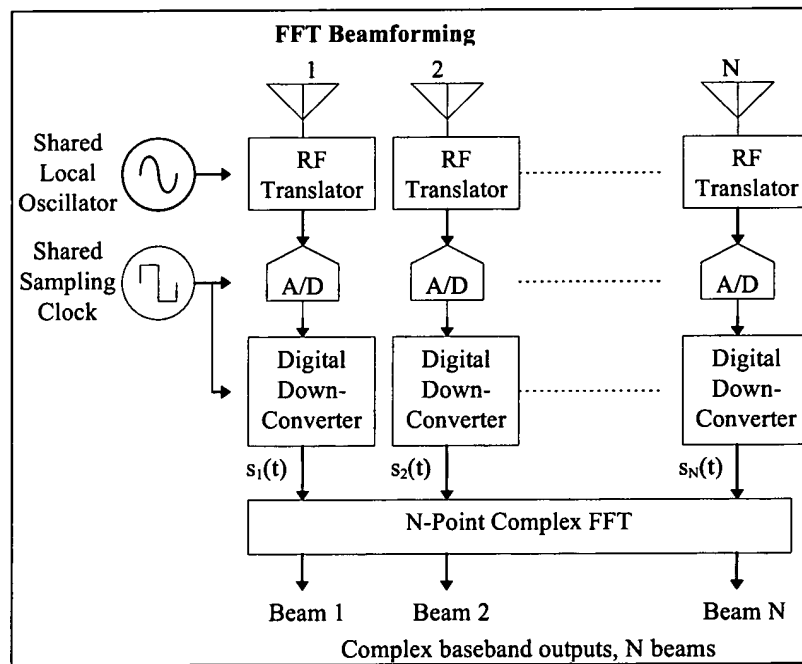 FFT Beamforming
1 2 N
Shared
Local
Oscillator
RF
Translator
RF
Translator
RF
Translator
Shared
Sampling
Clock
A/D
A/D
A/D
Digital
Down-
Converter
Digital
Down-
Converter
Digital
Down-
Converter
s₁(t) s₂(t) sN(t)
N-Point Complex FFT
Beam 1 Beam 2 Beam N
Complex baseband outputs, N beams